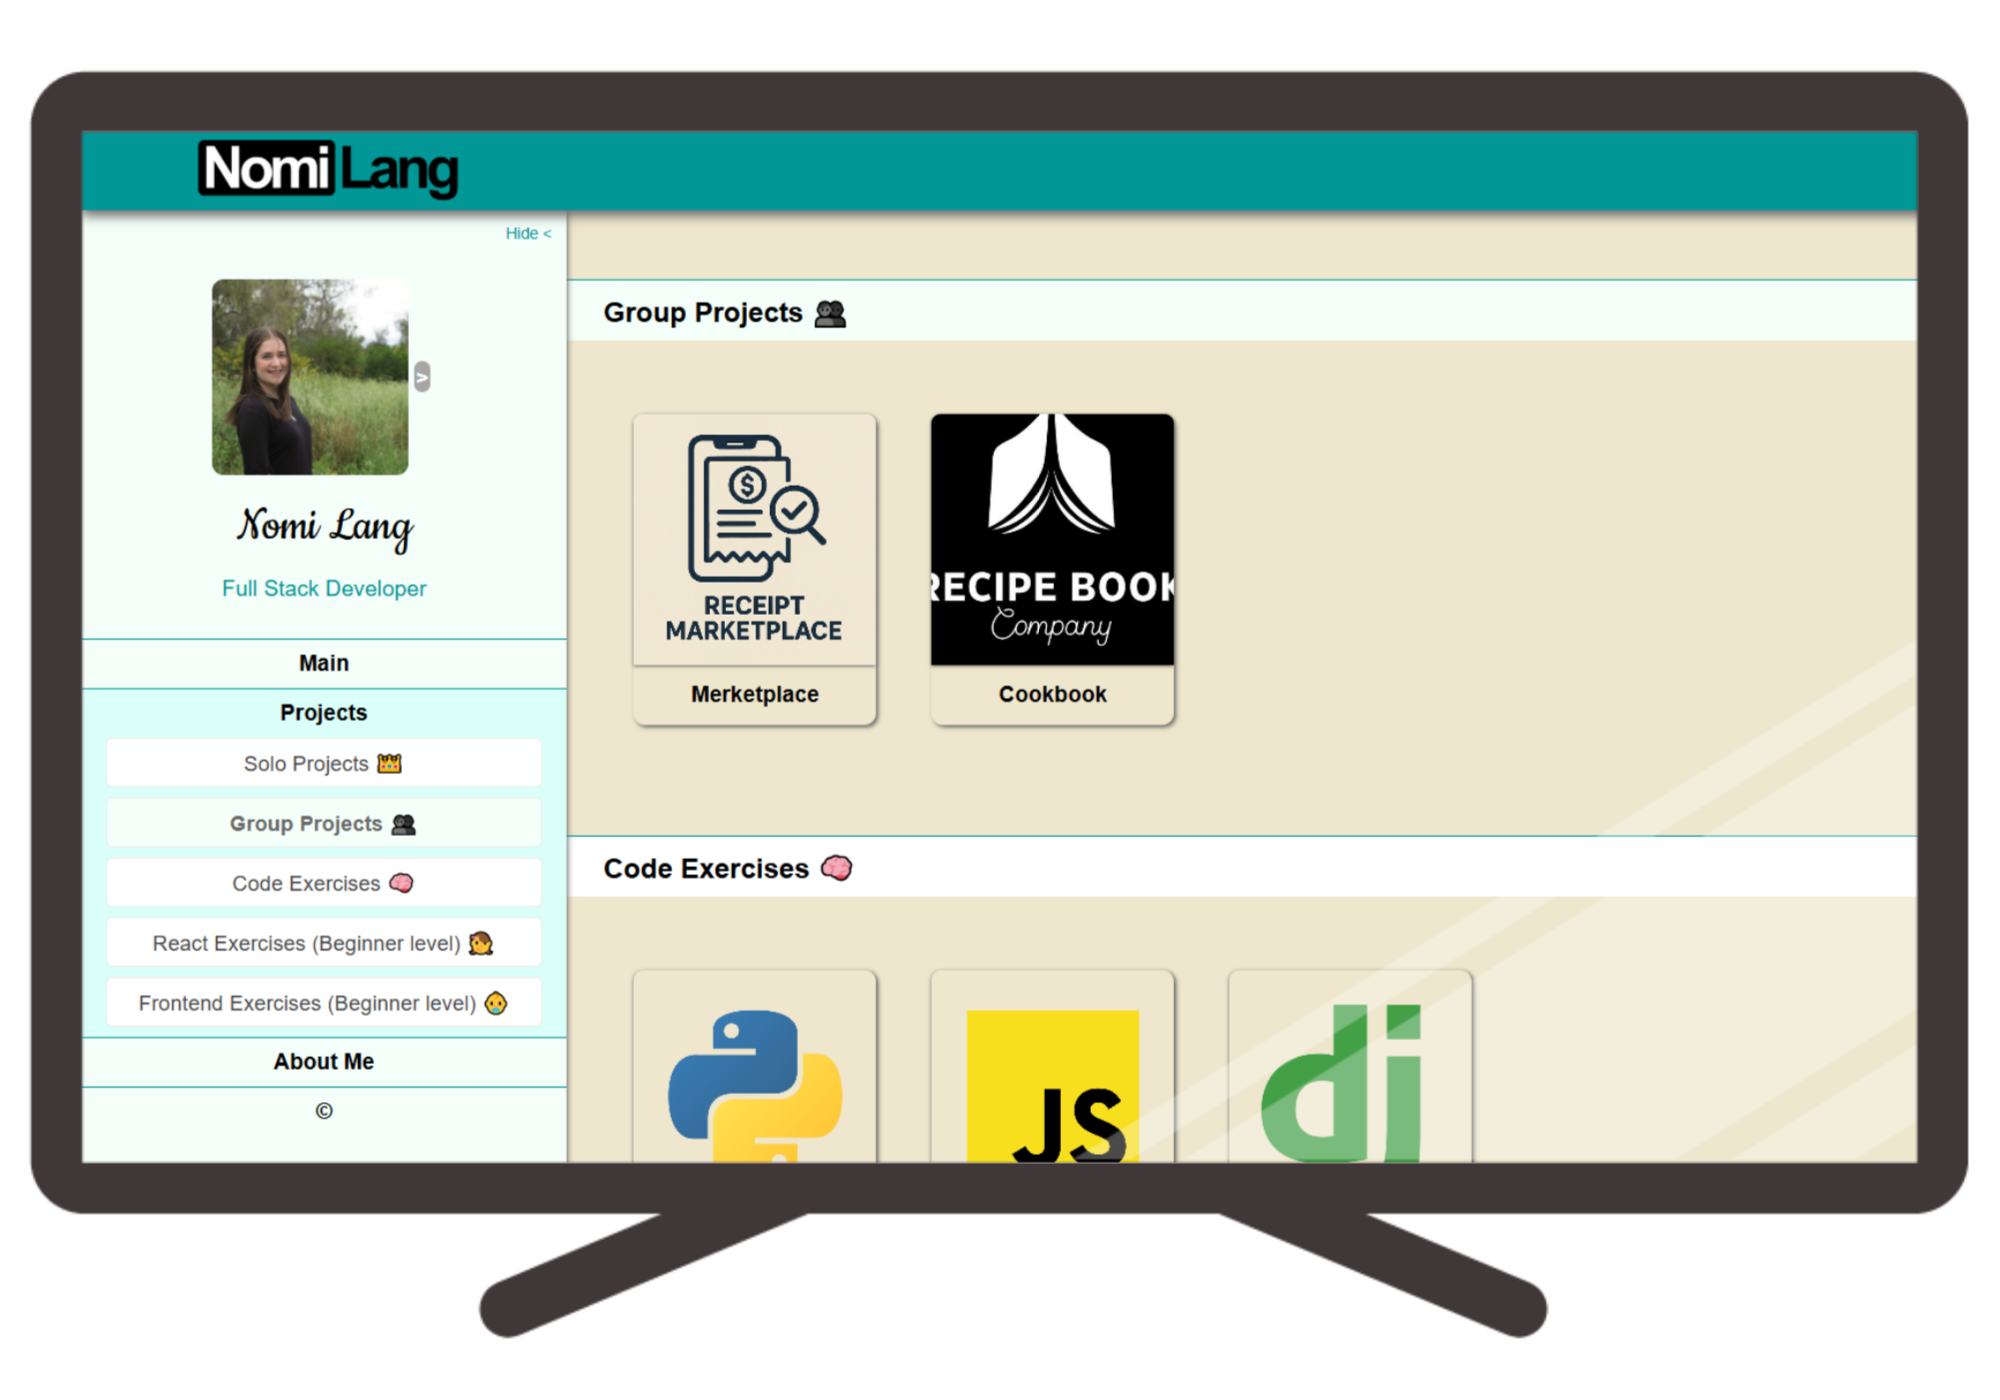 Nomi Lang
Hide <
>
Nomi Lang
Full Stack Developer
Main
Projects
Solo Projects
Group Projects
Code Exercises
React Exercises (Beginner level)
Frontend Exercises (Beginner level)
About Me
©
Group Projects
$
RECEIPT
MARKETPLACE
Merketplace
RECIPE BOOK
Company
Cookbook
Code Exercises
JS
dj